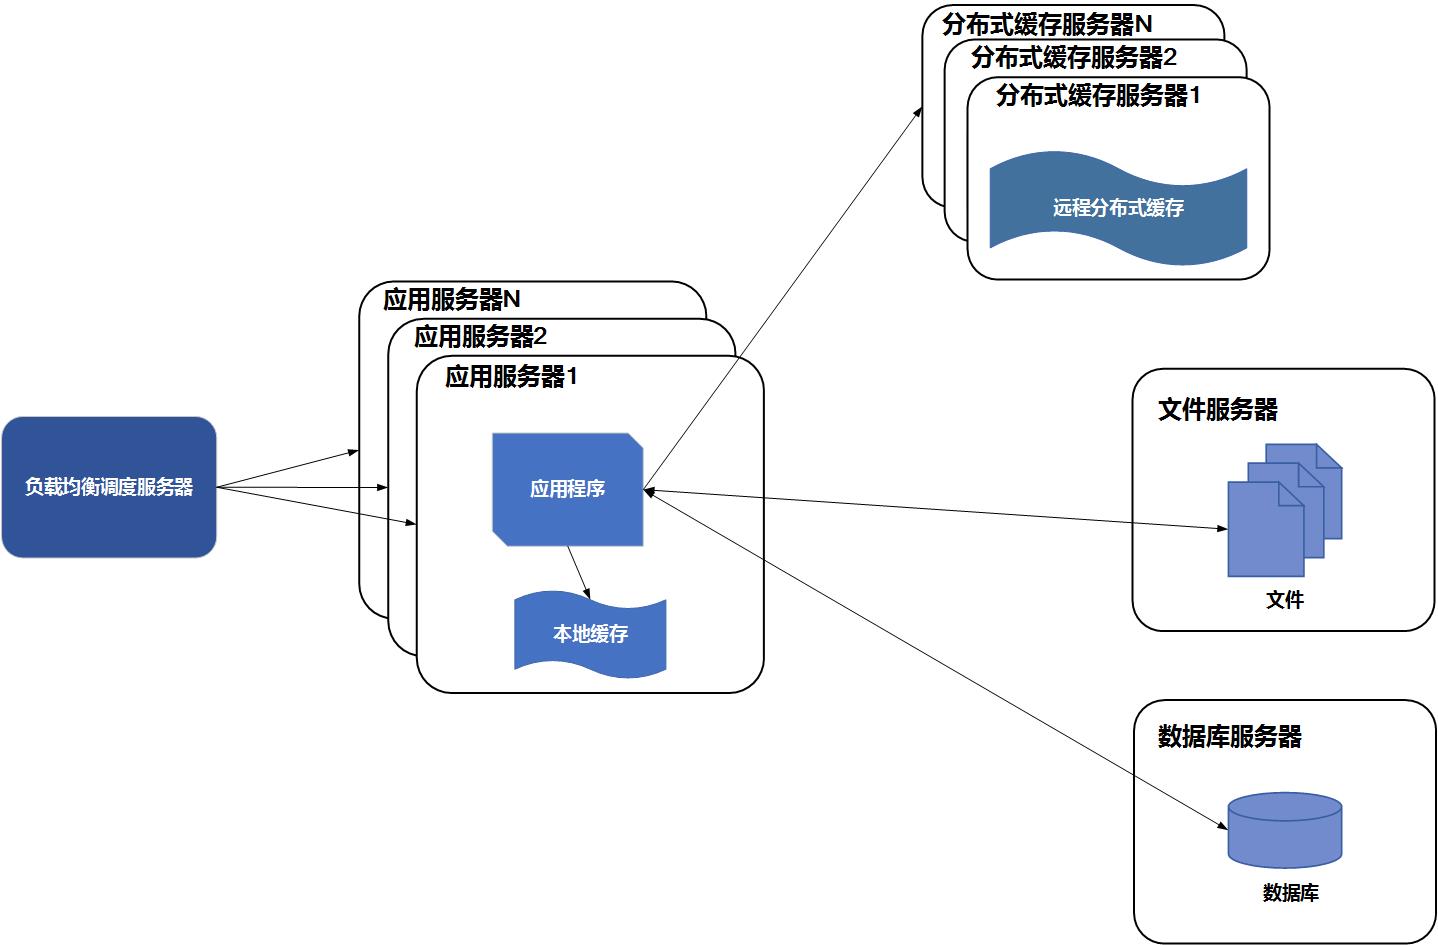 分布式缓存服务器N
分布式缓存服务器2
分布式缓存服务器1
远程分布式缓存
应用服务器N
应用服务器2
应用服务器1
应用程序
本地缓存
负载均衡调度服务器
文件服务器
文件
数据库服务器
数据库